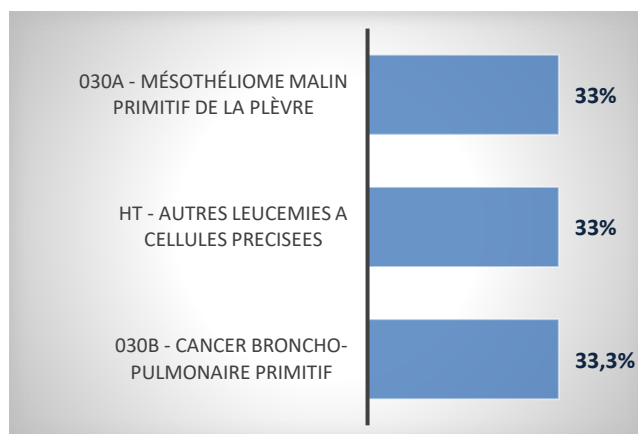 030A - MÉSOTHÉLIOME MALIN
PRIMITIF DE LA PLÈVRE
33%
HT - AUTRES LEUCEMIES A
CELLULES PRECISEES
33%
030B - CANCER BRONCHO-
PULMONAIRE PRIMITIF
33,3%